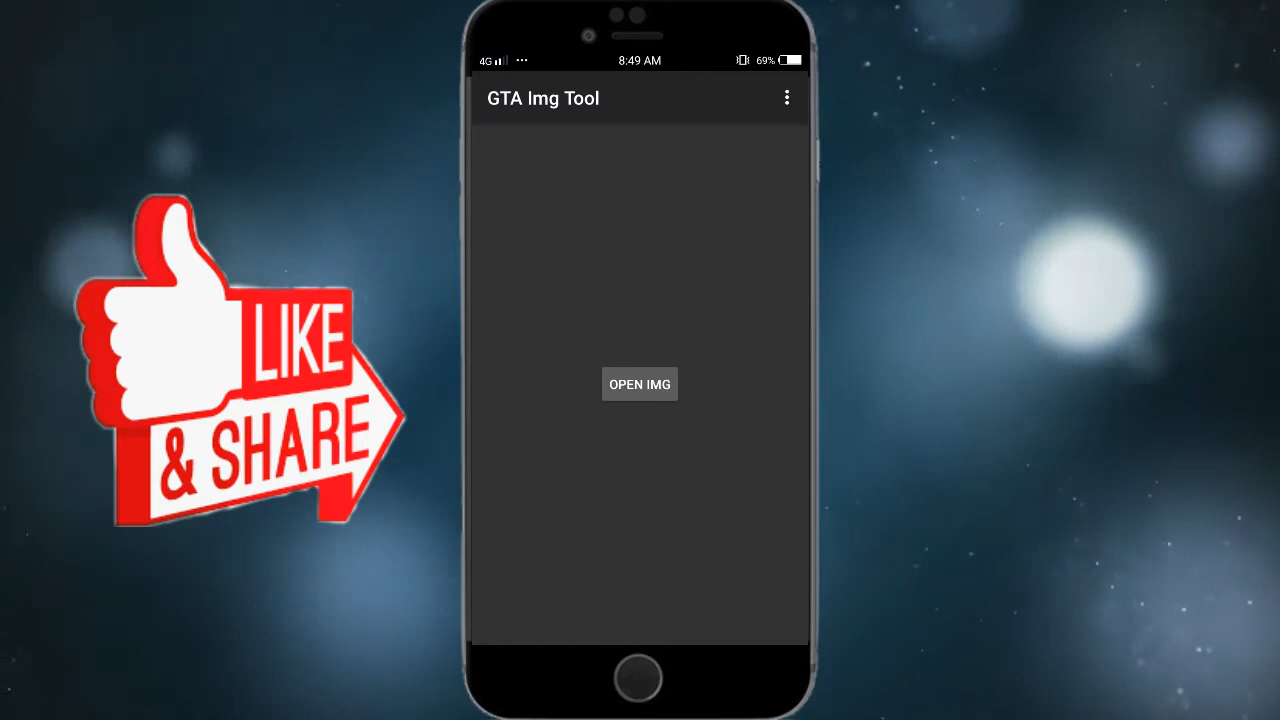 4G 8:49 AM 69%
GTA Img Tool
OPEN IMG
LIKE
& SHARE